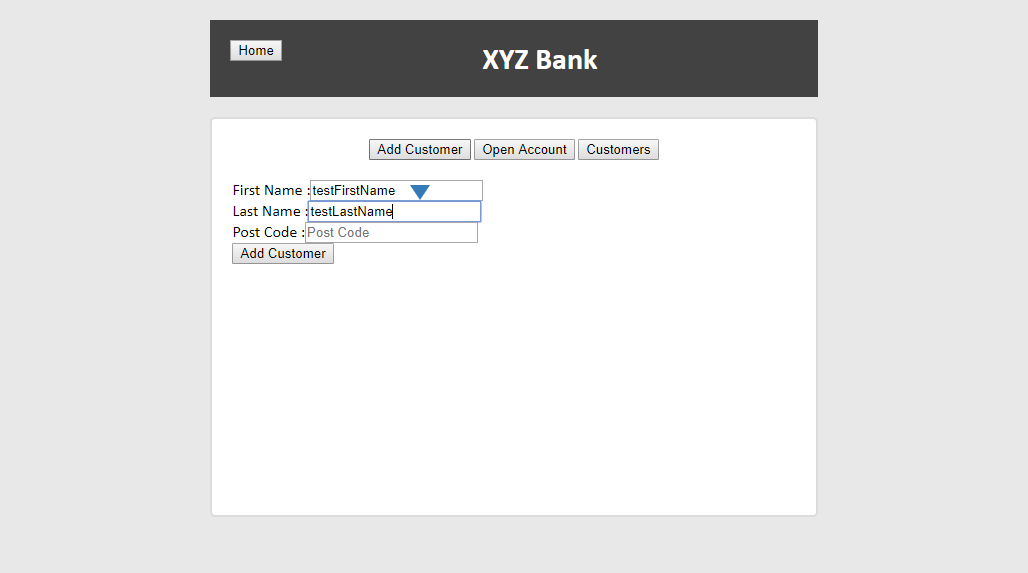 Home
XYZ Bank
Add Customer Open Account Customers
First Name : testFirstName
Last Name : testLastName
Post Code : Post Code
Add Customer